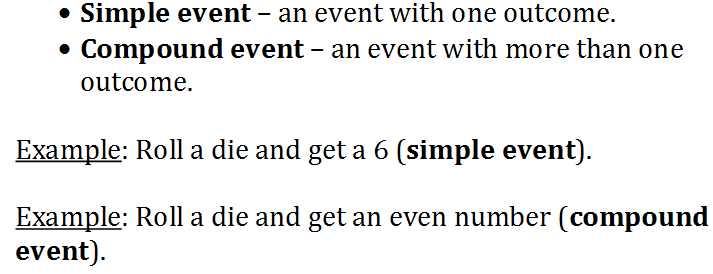 • Simple event – an event with one outcome.
• Compound event – an event with more than one
outcome.
Example: Roll a die and get a 6 (simple event).
Example: Roll a die and get an even number (compound
event).